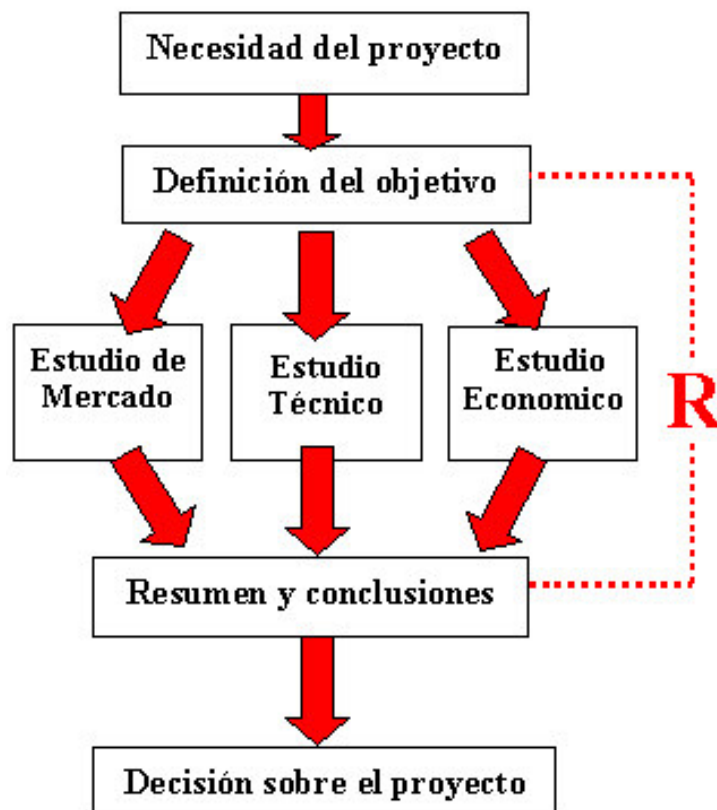 Necesidad del proyecto
Definición del objetivo
Estudio de
Mercado
Estudio
Técnico
Estudio
Economico
R
Resumen y conclusiones
Decisión sobre el proyecto